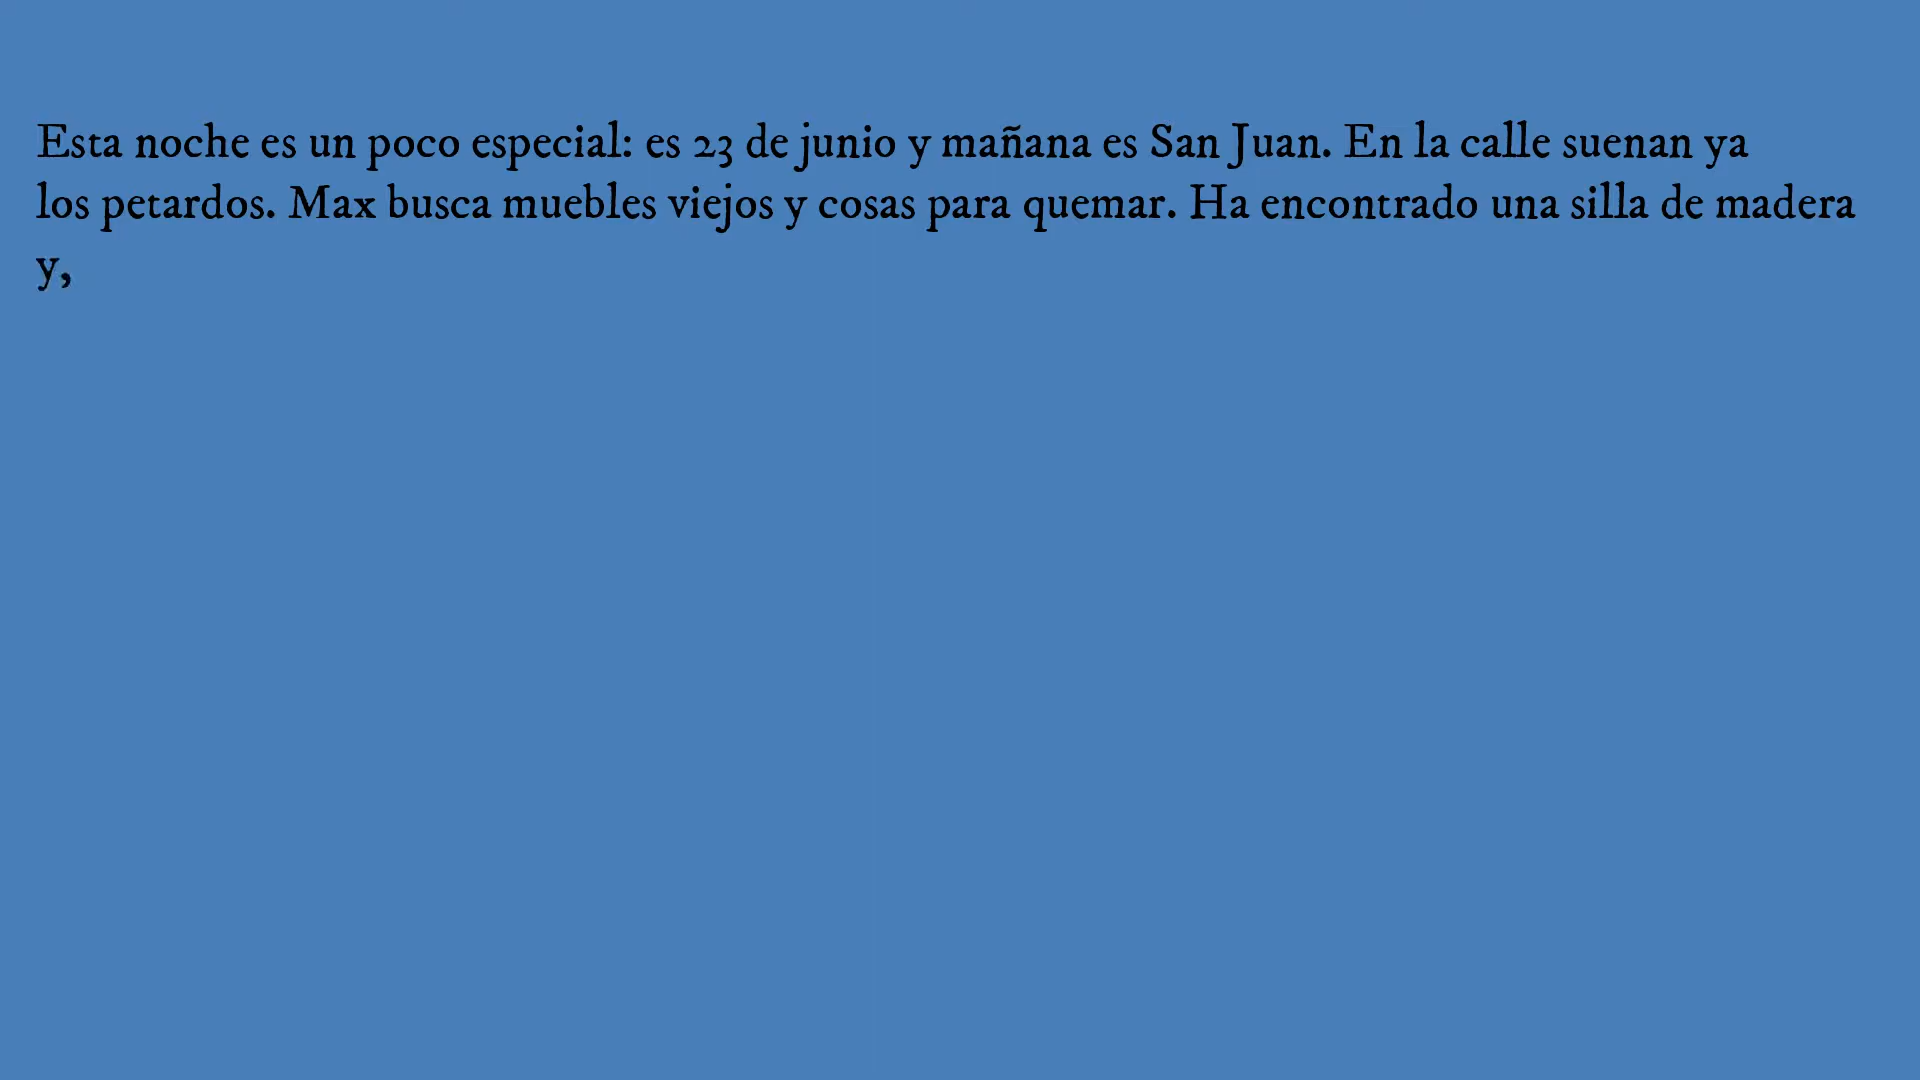 Esta noche es un poco especial: es 23 de junio y mañana es San Juan. En la calle suenan ya
los petardos. Max busca muebles viejos y cosas para quemar. Ha encontrado una silla de madera
y,